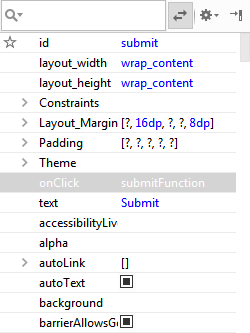 id submit
layout_width wrap_content
layout_height wrap_content
Constraints
Layout_Margin [?, 16dp, ?, ?, 8dp]
Padding [?, ?, ?, ?, ?]
Theme
onClick submitFunction
text Submit
accessibilityLiv
alpha
autoLink []
autoText
background
barrierAllowsG